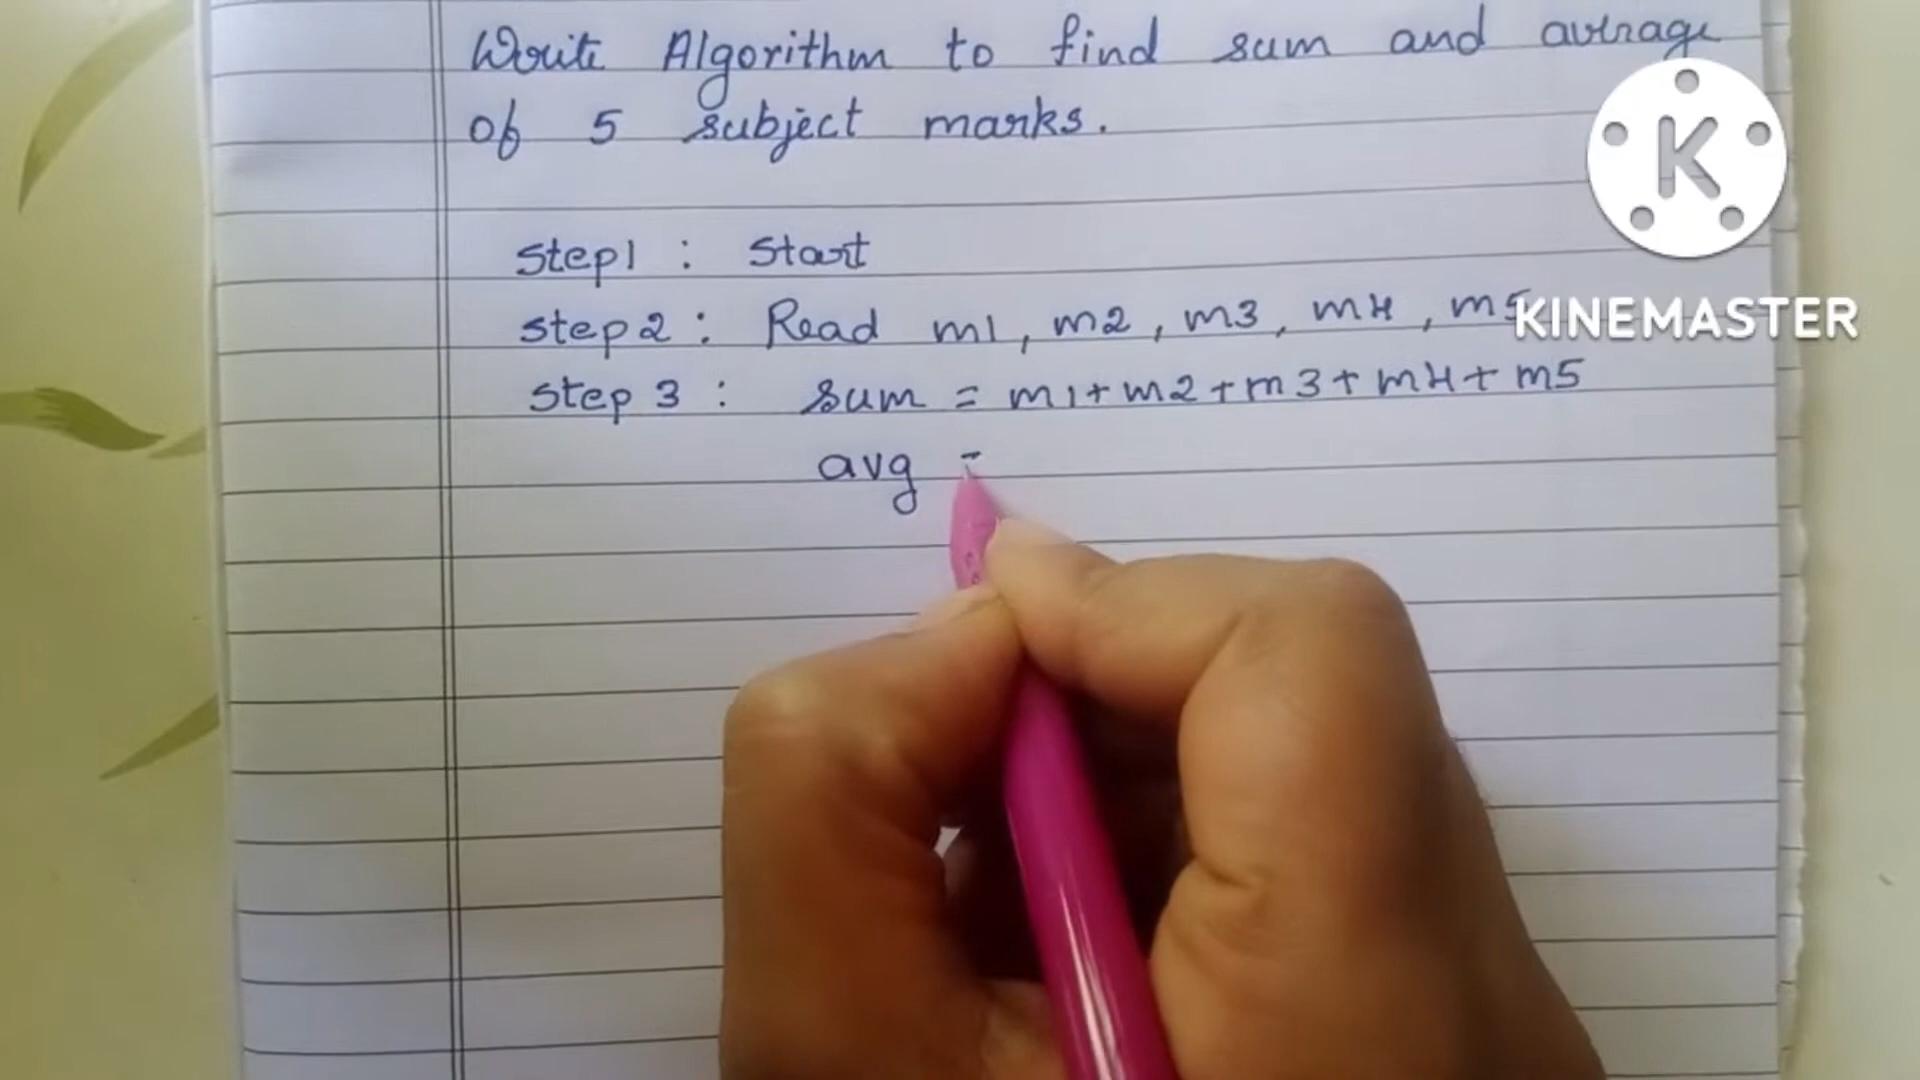 Write Algorithm to find sum and average
of 5 subject marks.
Step1 : Start
Step2 : Read m1, m2, m3, m4, m5
Step 3 : sum = m1+m2+m3+m4+m5
avg =
K
KINEMASTER